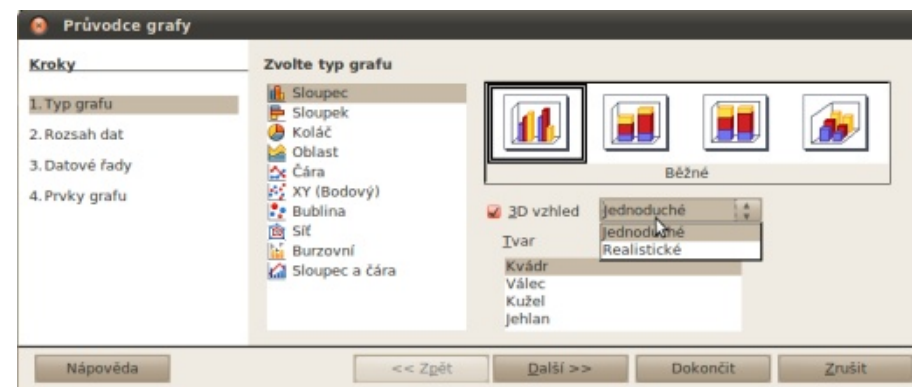 Průvodce grafy
Kroky
1. Typ grafu
2. Rozsah dat
3. Datové řady
4. Prvky grafu
Zvolte typ grafu
Sloupec
Sloupek
Koláč
Oblast
Čára
XY (Bodový)
Bublina
Síť
Burzovní
Sloupec a čára
Běžné
3D vzhled Jednoduché
Jednoduché
Realistické
Tvar
Kvádr
Válec
Kužel
Jehlan
Nápověda << Zpět Další >> Dokončit Zrušit